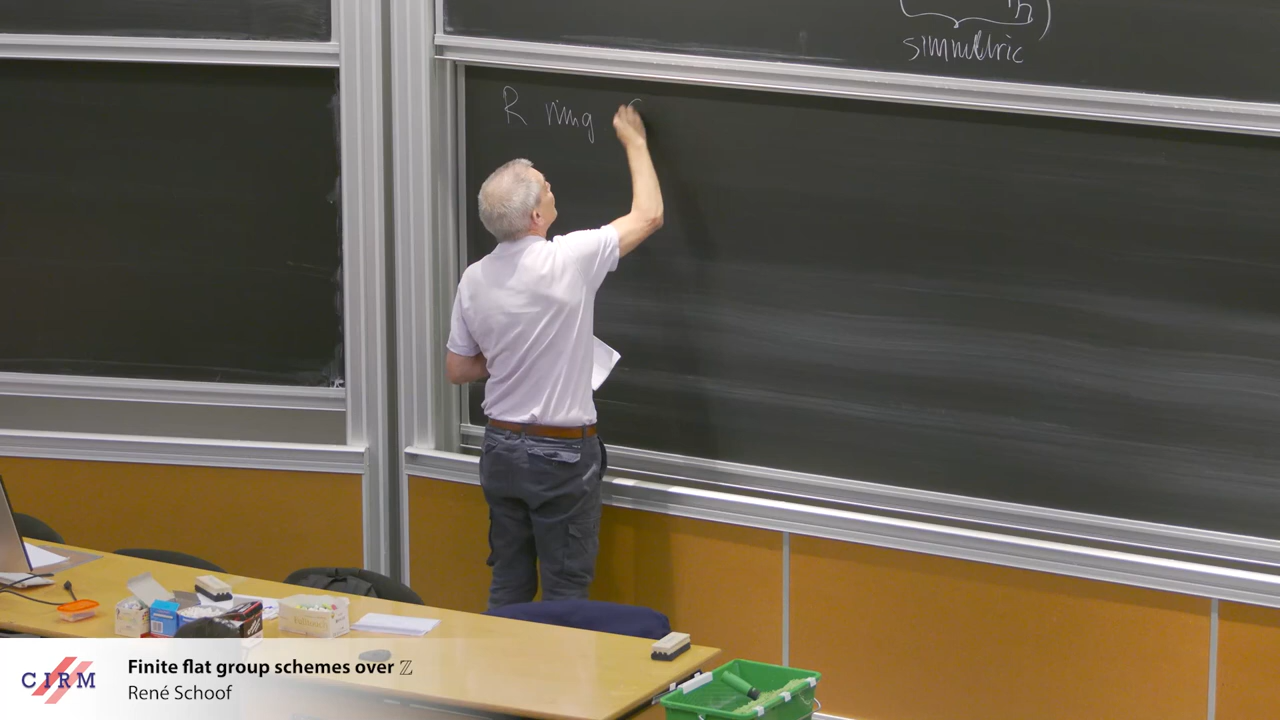 simmetric
R ring
CIRM
Finite flat group schemes over ℤ
René Schoof